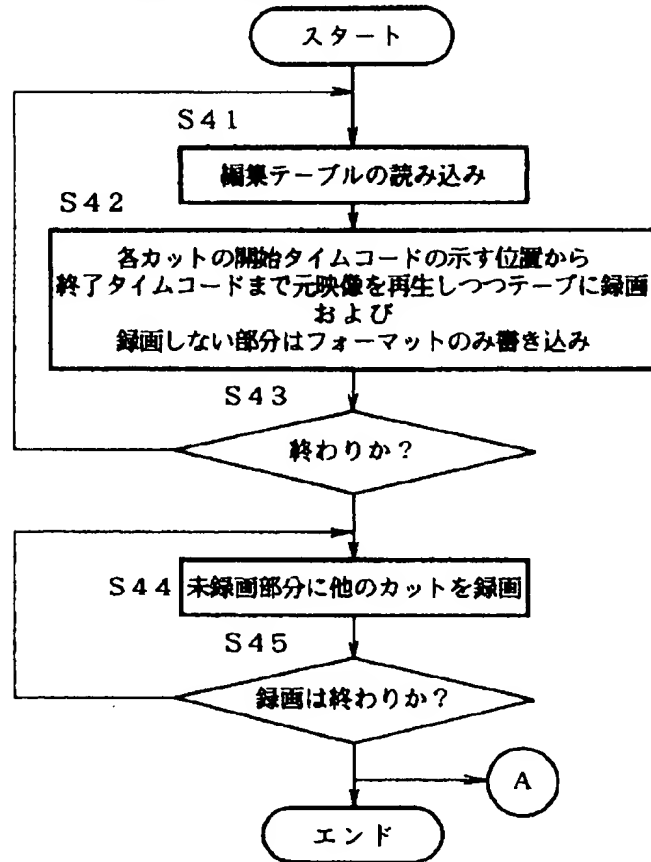 スタート
S41
編集テーブルの読み込み
S42
各カットの開始タイムコードの示す位置から
終了タイムコードまで元映像を再生しつつテープに録画
および
録画しない部分はフォーマットのみ書き込み
S43
終わりか?
S44 未録画部分に他のカットを録画
S45
録画は終わりか?
A
エンド